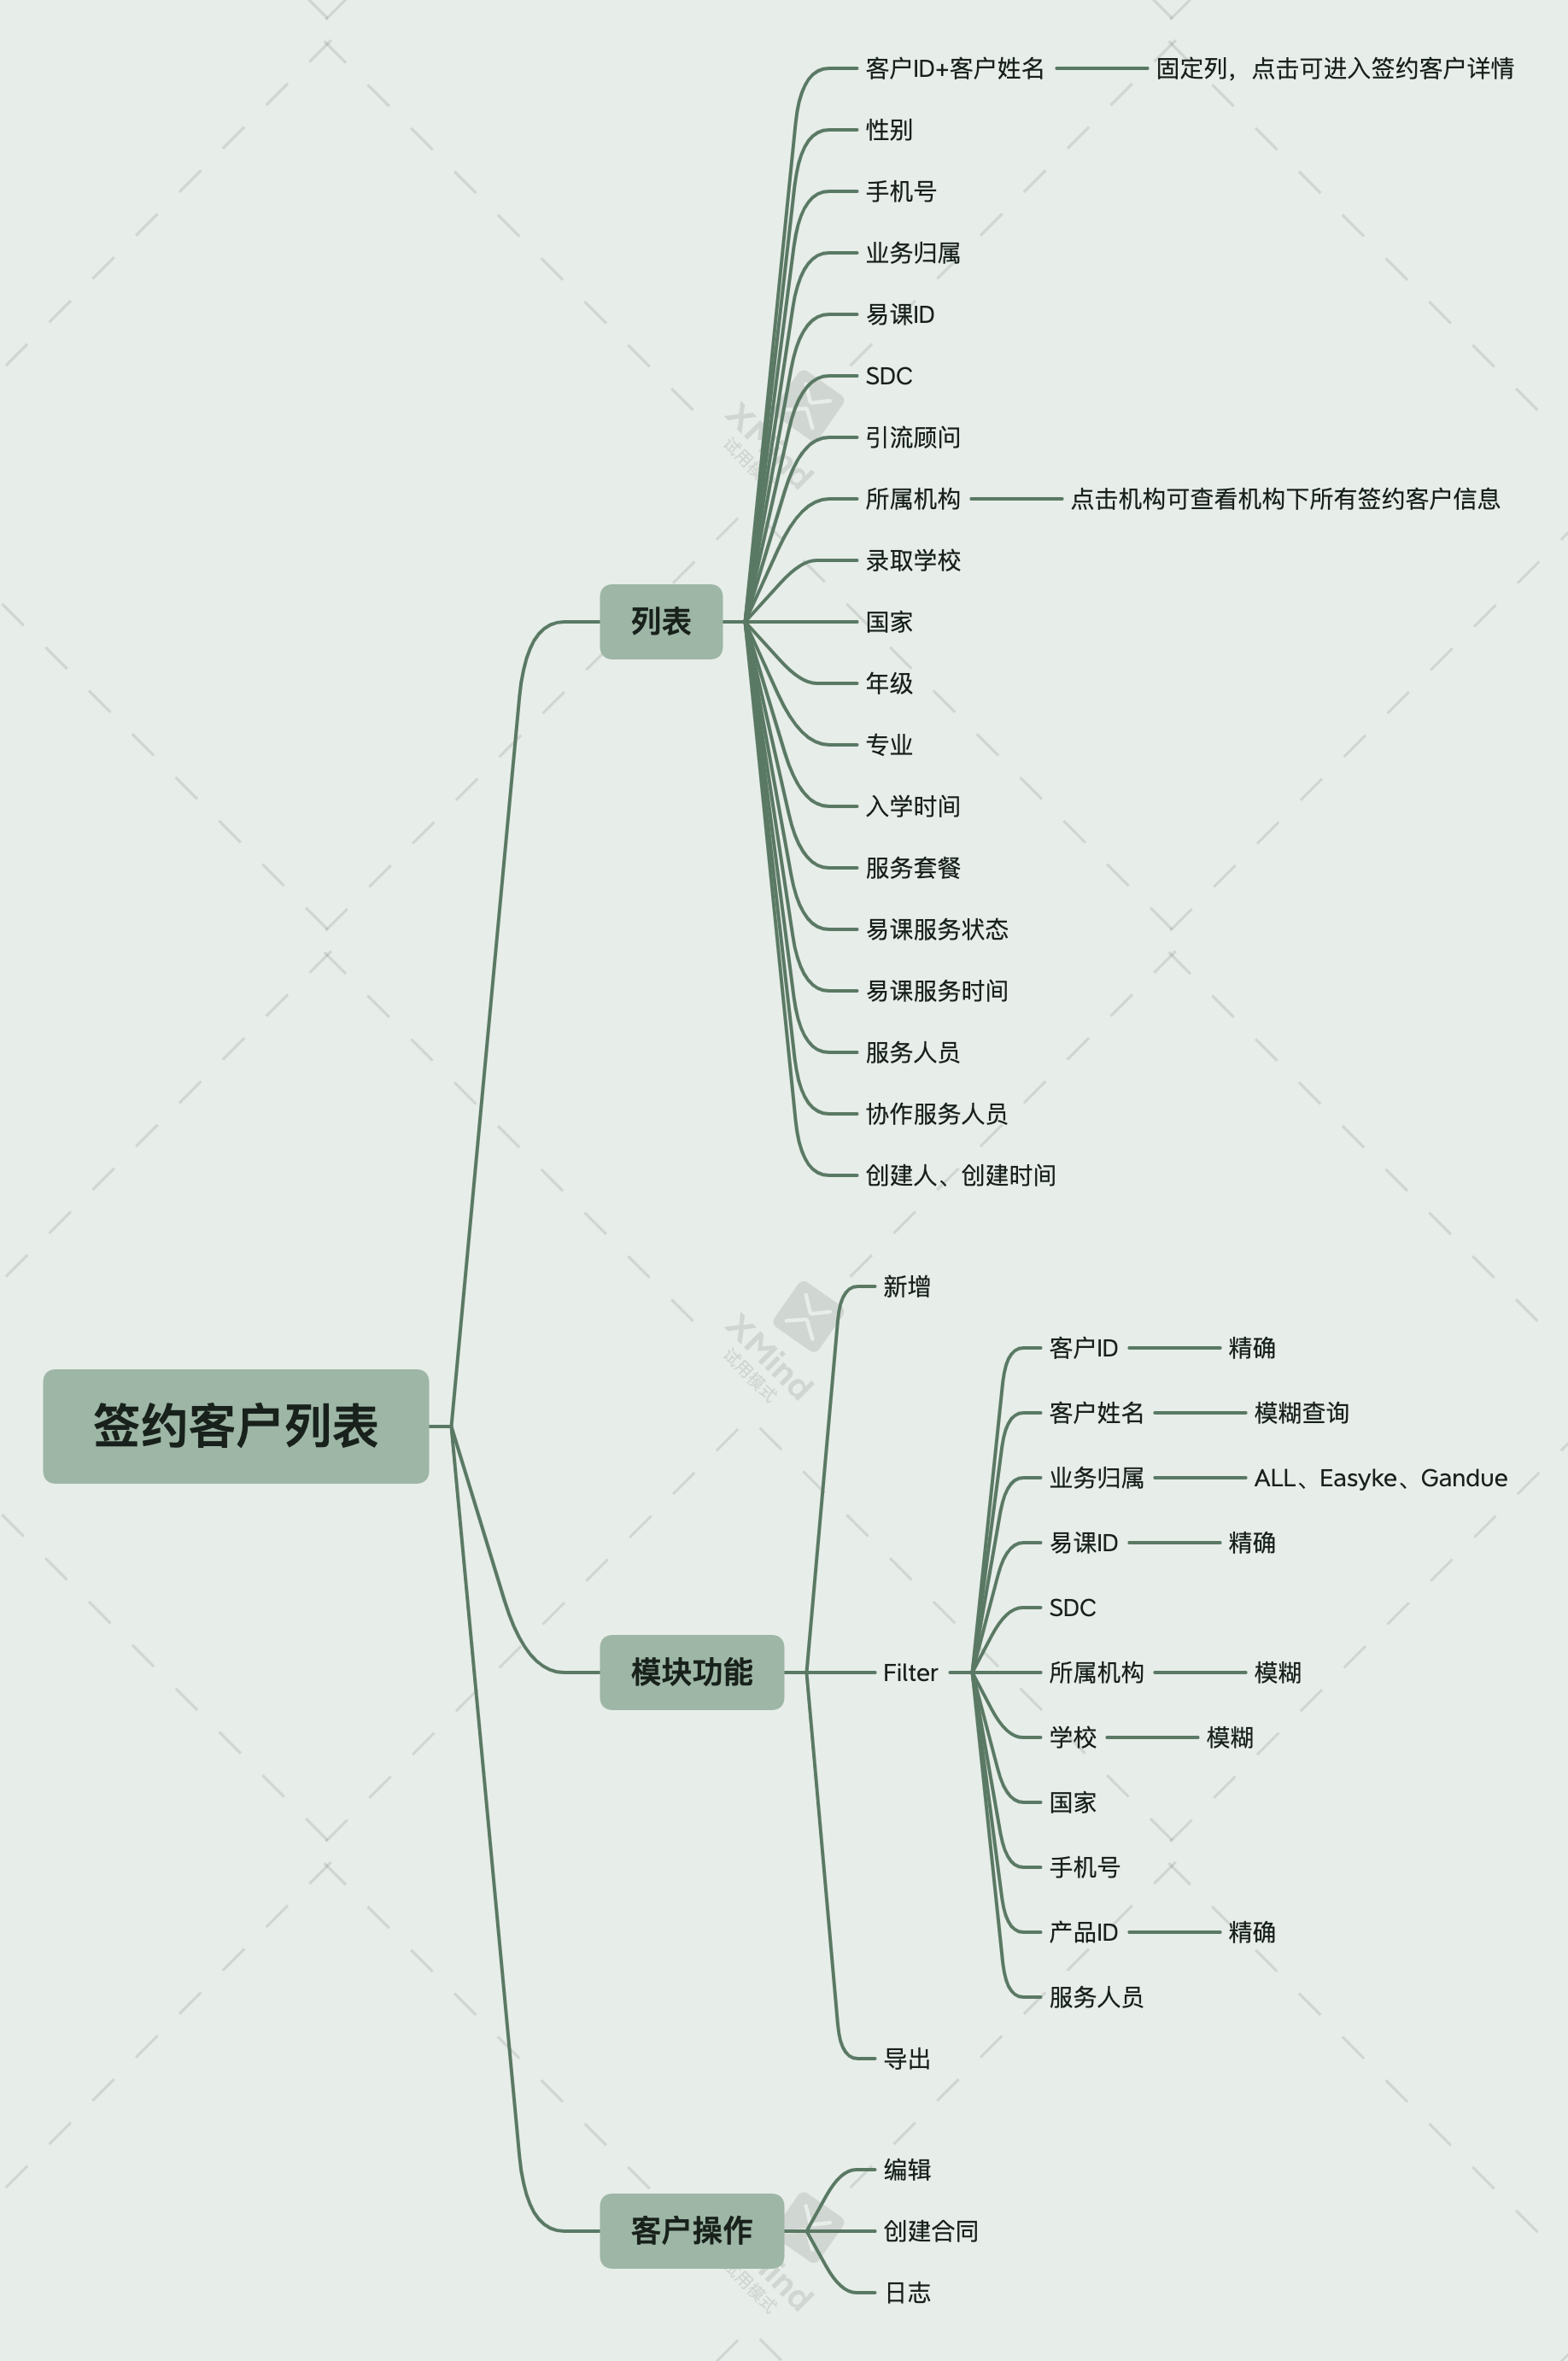 客户ID+客户姓名
固定列，点击可进入签约客户详情
性别
手机号
业务归属
易课ID
SDC
引流顾问
所属机构
点击机构可查看机构下所有签约客户信息
录取学校
列表
国家
年级
专业
入学时间
服务套餐
易课服务状态
易课服务时间
服务人员
协作服务人员
创建人、创建时间
新增
客户ID
精确
客户姓名
模糊查询
签约客户列表
业务归属
ALL、Easyke、Gandue
易课ID
精确
SDC
模块功能
Filter
所属机构
模糊
学校
模糊
国家
手机号
产品ID
精确
服务人员
导出
编辑
客户操作
创建合同
日志
XMind
试用模式
XMind
试用模式
XMind
试用模式